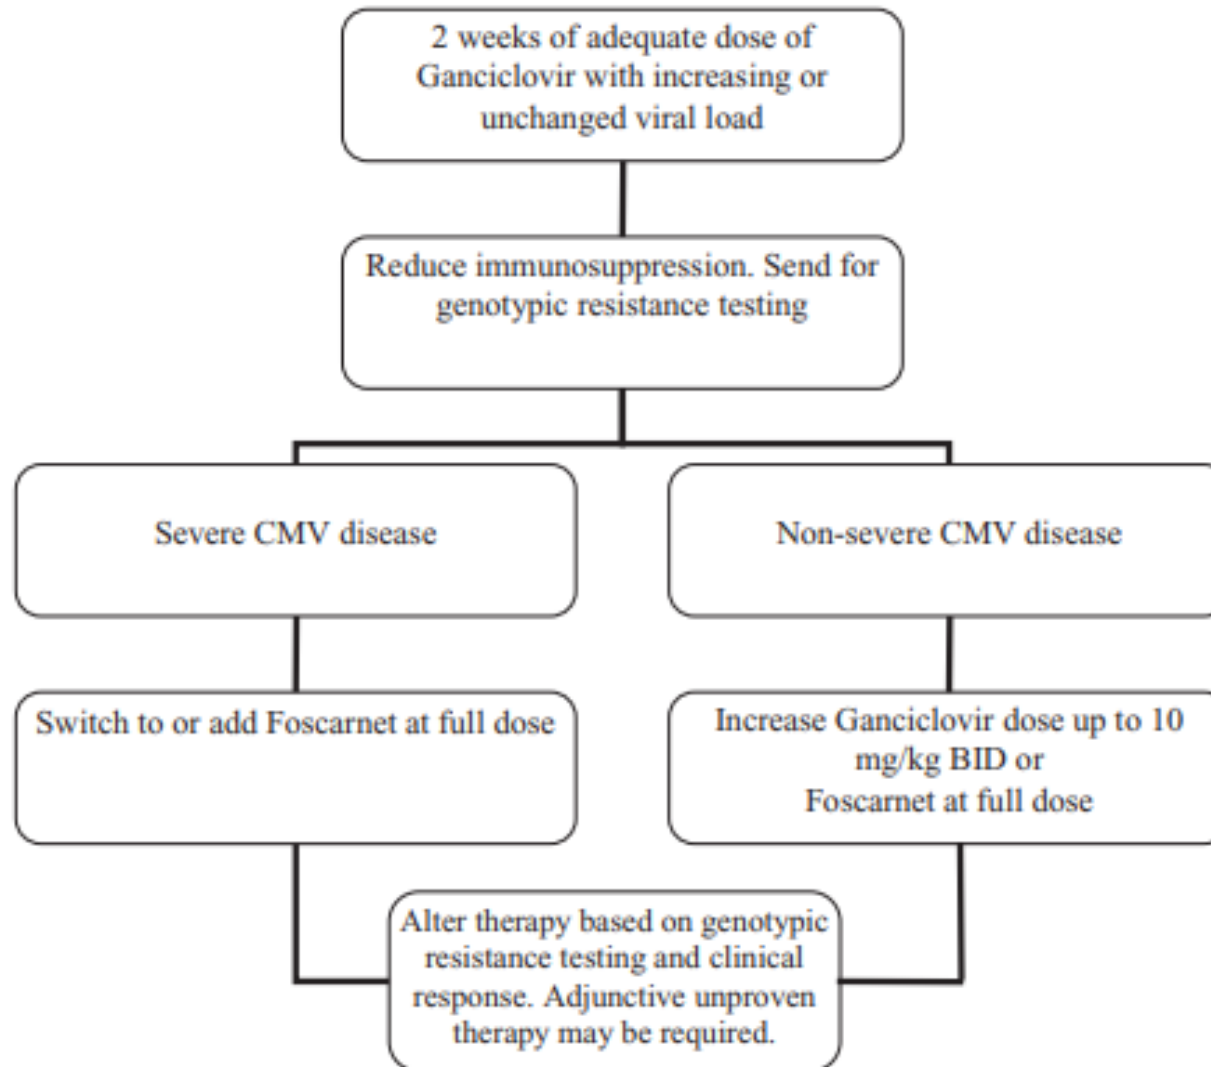 2 weeks of adequate dose of
Ganciclovir with increasing or
unchanged viral load
Reduce immunosuppression. Send for
genotypic resistance testing
Severe CMV disease
Non-severe CMV disease
Switch to or add Foscarnet at full dose
Increase Ganciclovir dose up to 10
mg/kg BID or
Foscarnet at full dose
Alter therapy based on genotypic
resistance testing and clinical
response. Adjunctive unproven
therapy may be required.